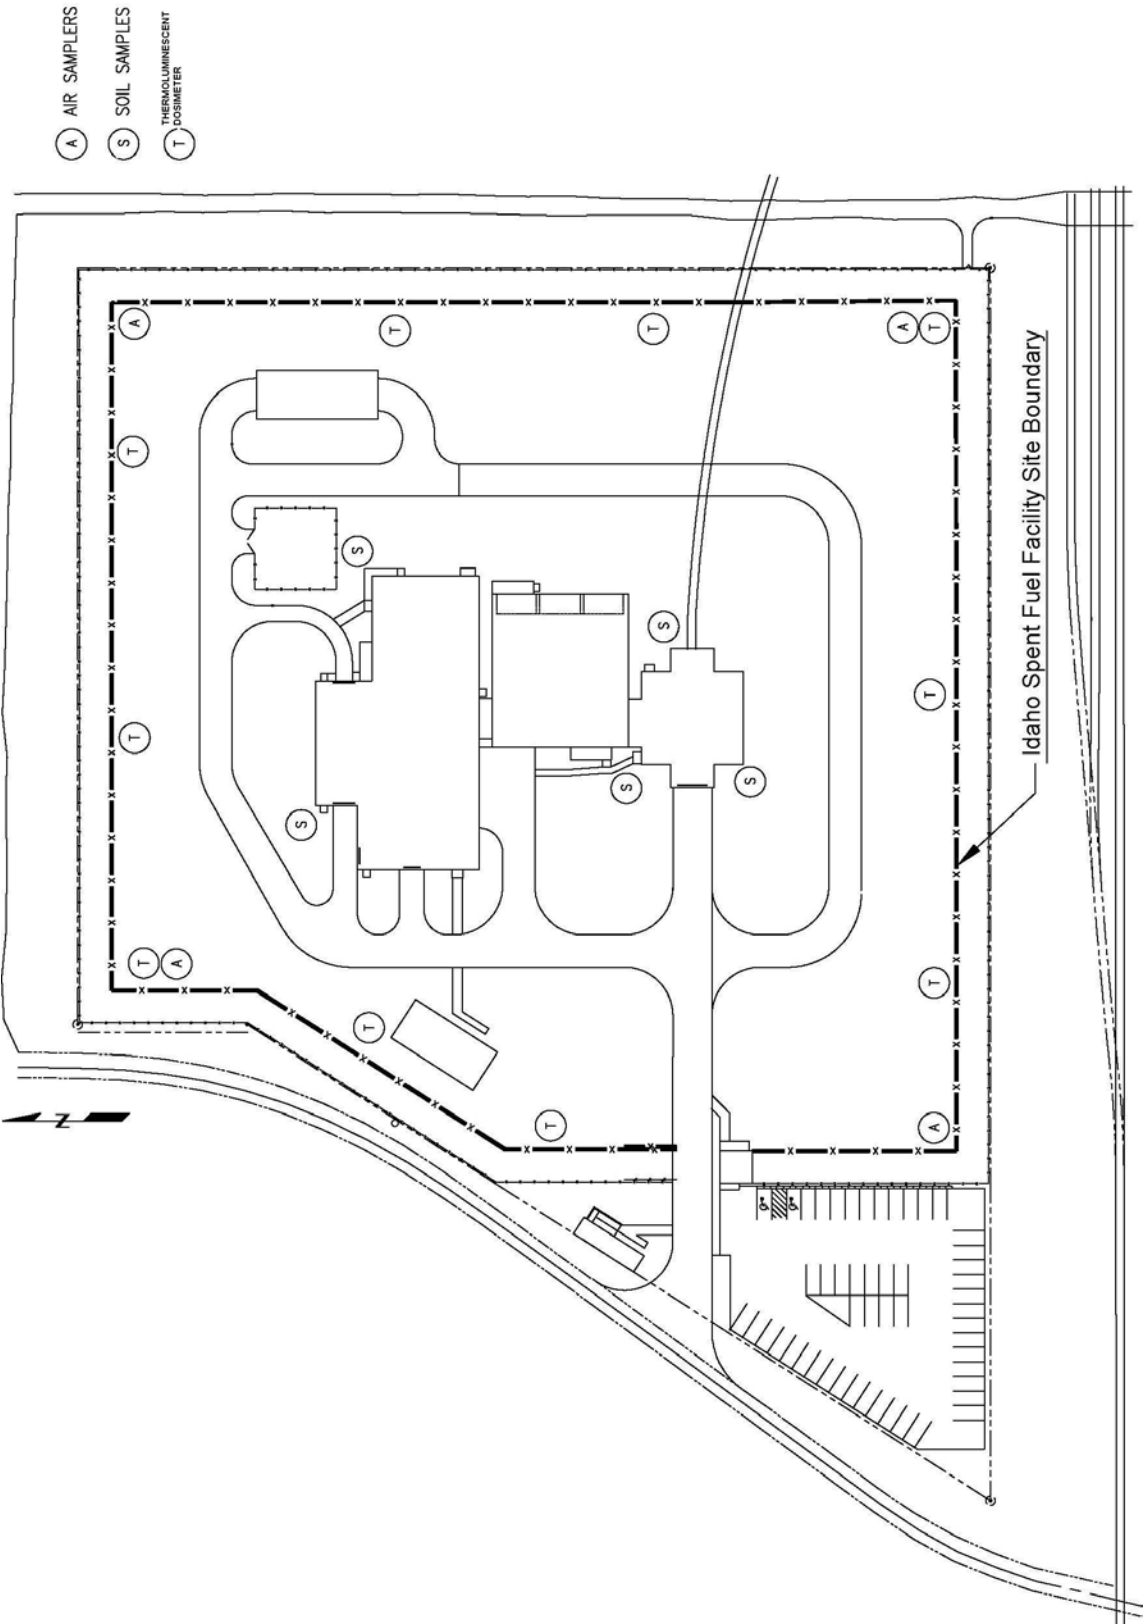 A AIR SAMPLERS
S SOIL SAMPLES
T THERMOLUMINESCENT
DOSIMETER
N
T
T
T
A
A
S
S
T
T
T
S
T
S
S
A
A
T
T
T
Idaho Spent Fuel Facility Site Boundary